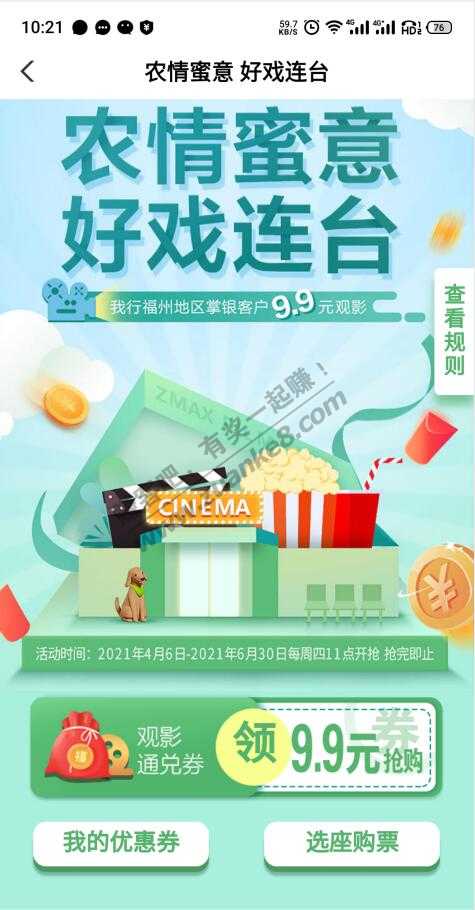 10:21
59.7 KB/S 4G 4G HD 76
农情蜜意 好戏连台
农情蜜意
好戏连台
我行福州地区掌银客户9.9元观影
查看规则
ZMAX
有奖一起赚!
www.zhuanke8.com
CINEMA
活动时间：2021年4月6日-2021年6月30日每周四11点开抢 抢完即止
福
观影
通兑券
领
券
9.9元抢购
我的优惠券
选座购票